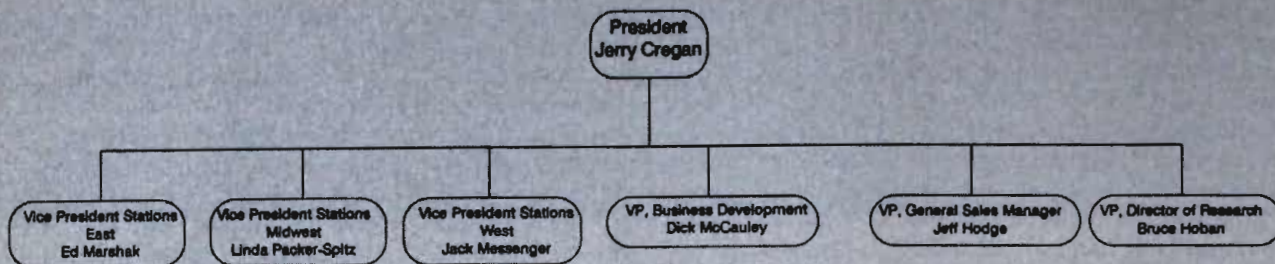 President
Jerry Cregan
Vice President Stations
East
Ed Marshak
Vice President Stations
Midwest
Linda Packer-Spitz
Vice President Stations
West
Jack Messenger
VP, Business Development
Dick McCauley
VP, General Sales Manager
Jeff Hodge
VP, Director of Research
Bruce Hoban